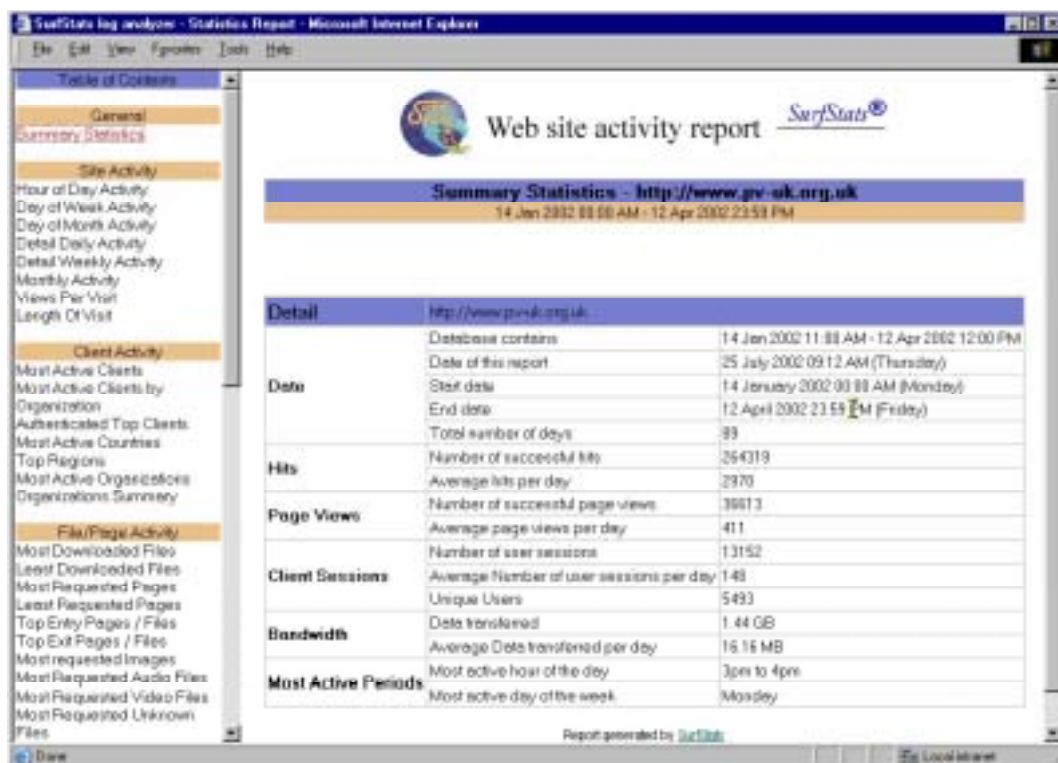 SurfStats log analyzer - Statistics Report - Microsoft Internet Explorer
File Edit View Favorites Tools Help
Table of Contents
General
Summary Statistics
Site Activity
Hour of Day Activity
Day of Week Activity
Day of Month Activity
Detail Daily Activity
Detail Weekly Activity
Monthly Activity
Views Per Visit
Length Of Visit
Client Activity
Most Active Clients
Most Active Clients by
Organization
Authenticated Top Clients
Most Active Countries
Top Regions
Most Active Organizations
Organizations Summary
File/Page Activity
Most Downloaded Files
Least Downloaded Files
Most Requested Pages
Least Requested Pages
Top Entry Pages / Files
Top Exit Pages / Files
Most requested Images
Most Requested Audio Files
Most Requested Video Files
Most Requested Unknown
Files
Web site activity report SurfStats®
Summary Statistics - http://www.pv-uk.org.uk
14 Jan 2002 00:00 AM - 12 Apr 2002 23:59 PM
Detail http://www.pv-uk.org.uk
Date
Database contains 14 Jan 2002 11:00 AM - 12 Apr 2002 12:00 PM
Date of this report 25 July 2002 09:12 AM (Thursday)
Start date 14 January 2002 00:00 AM (Monday)
End date 12 April 2002 23:59 PM (Friday)
Total number of days 89
Hits
Number of successful hits 264319
Average hits per day 2970
Page Views
Number of successful page views 36613
Average page views per day 411
Client Sessions
Number of user sessions 13152
Average Number of user sessions per day 148
Unique Users 5493
Bandwidth
Data transferred 1.44 GB
Average Data transferred per day 16.16 MB
Most Active Periods
Most active hour of the day 3pm to 4pm
Most active day of the week Monday
Report generated by SurfStats
Done Local intranet